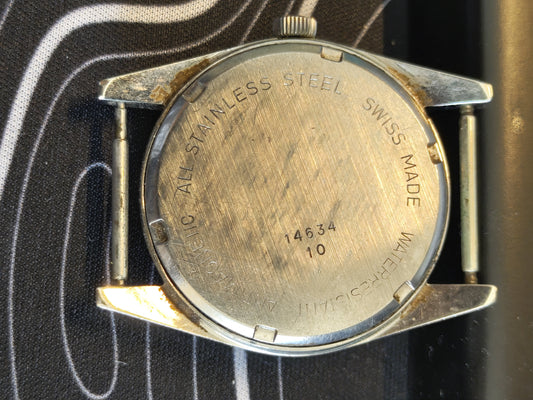 ALL STAINLESS STEEL SWISS MADE WATERRESISTANT ANTIMAGNETIC
14634
10